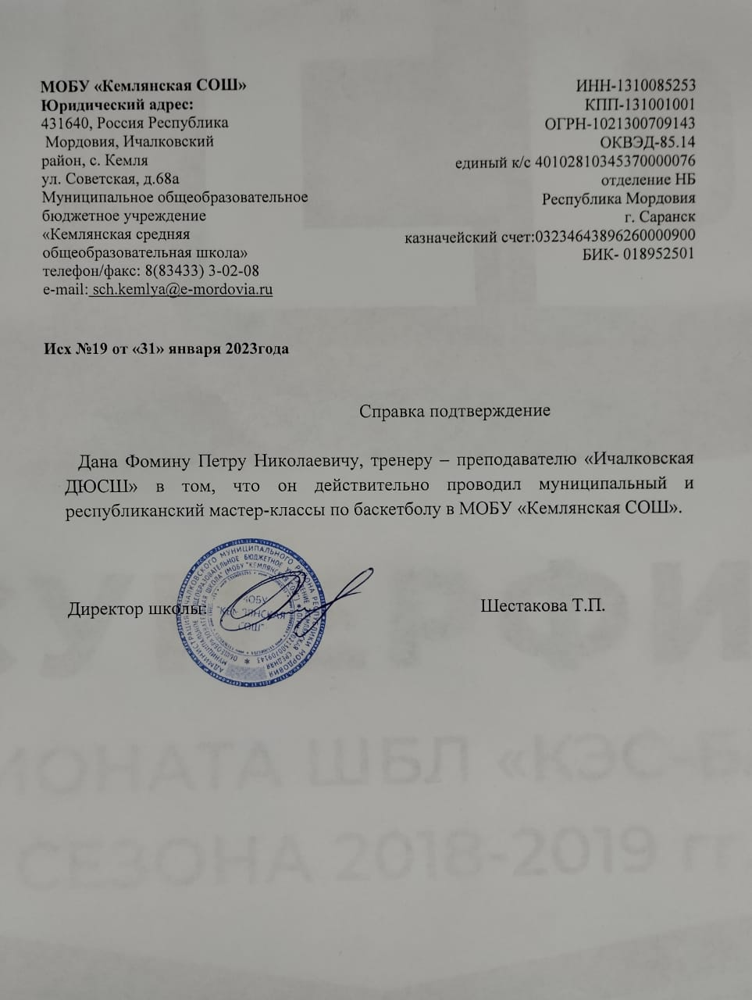 МОБУ «Кемлянская СОШ»
Юридический адрес:
431640, Россия Республика
Мордовия, Ичалковский
район, с. Кемля
ул. Советская, д.68а
Муниципальное общеобразовательное
бюджетное учреждение
«Кемлянская средняя
общеобразовательная школа»
телефон/факс: 8(83433) 3-02-08
e-mail: sch.kemlya@e-mordovia.ru
ИНН-1310085253
КПП-131001001
ОГРН-1021300709143
ОКВЭД-85.14
единый к/с 40102810345370000076
отделение НБ
Республика Мордовия
г. Саранск
казначейский счет:03234643896260000900
БИК- 018952501
Исх №19 от «31» января 2023года
Справка подтверждение
Дана Фомину Петру Николаевичу, тренеру – преподавателю «Ичалковская
ДЮСШ» в том, что он действительно проводил муниципальный и
республиканский мастер-классы по баскетболу в МОБУ «Кемлянская СОШ».
Директор школы:
Шестакова Т.П.
МОБУ
"КЕМЛЯНСКАЯ
СОШ"
ШБЛ «КЭС-
СЕЗОНА 2018-2019 гг